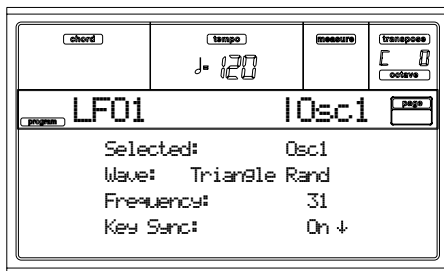 chord tempo measure transpose
♩= 120 C 0
octave
program LFO1 |Osc1 page
Selected: Osc1
Wave: Triangle Rand
Frequency: 31
Key Sync: On ↓